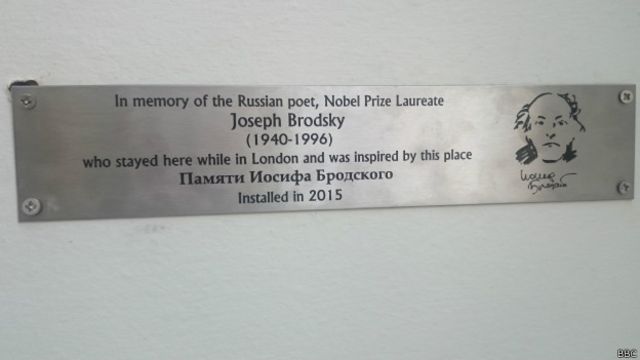 In memory of the Russian poet, Nobel Prize Laureate
Joseph Brodsky
(1940-1996)
who stayed here while in London and was inspired by this place
Памяти Иосифа Бродского
Installed in 2015
BBC